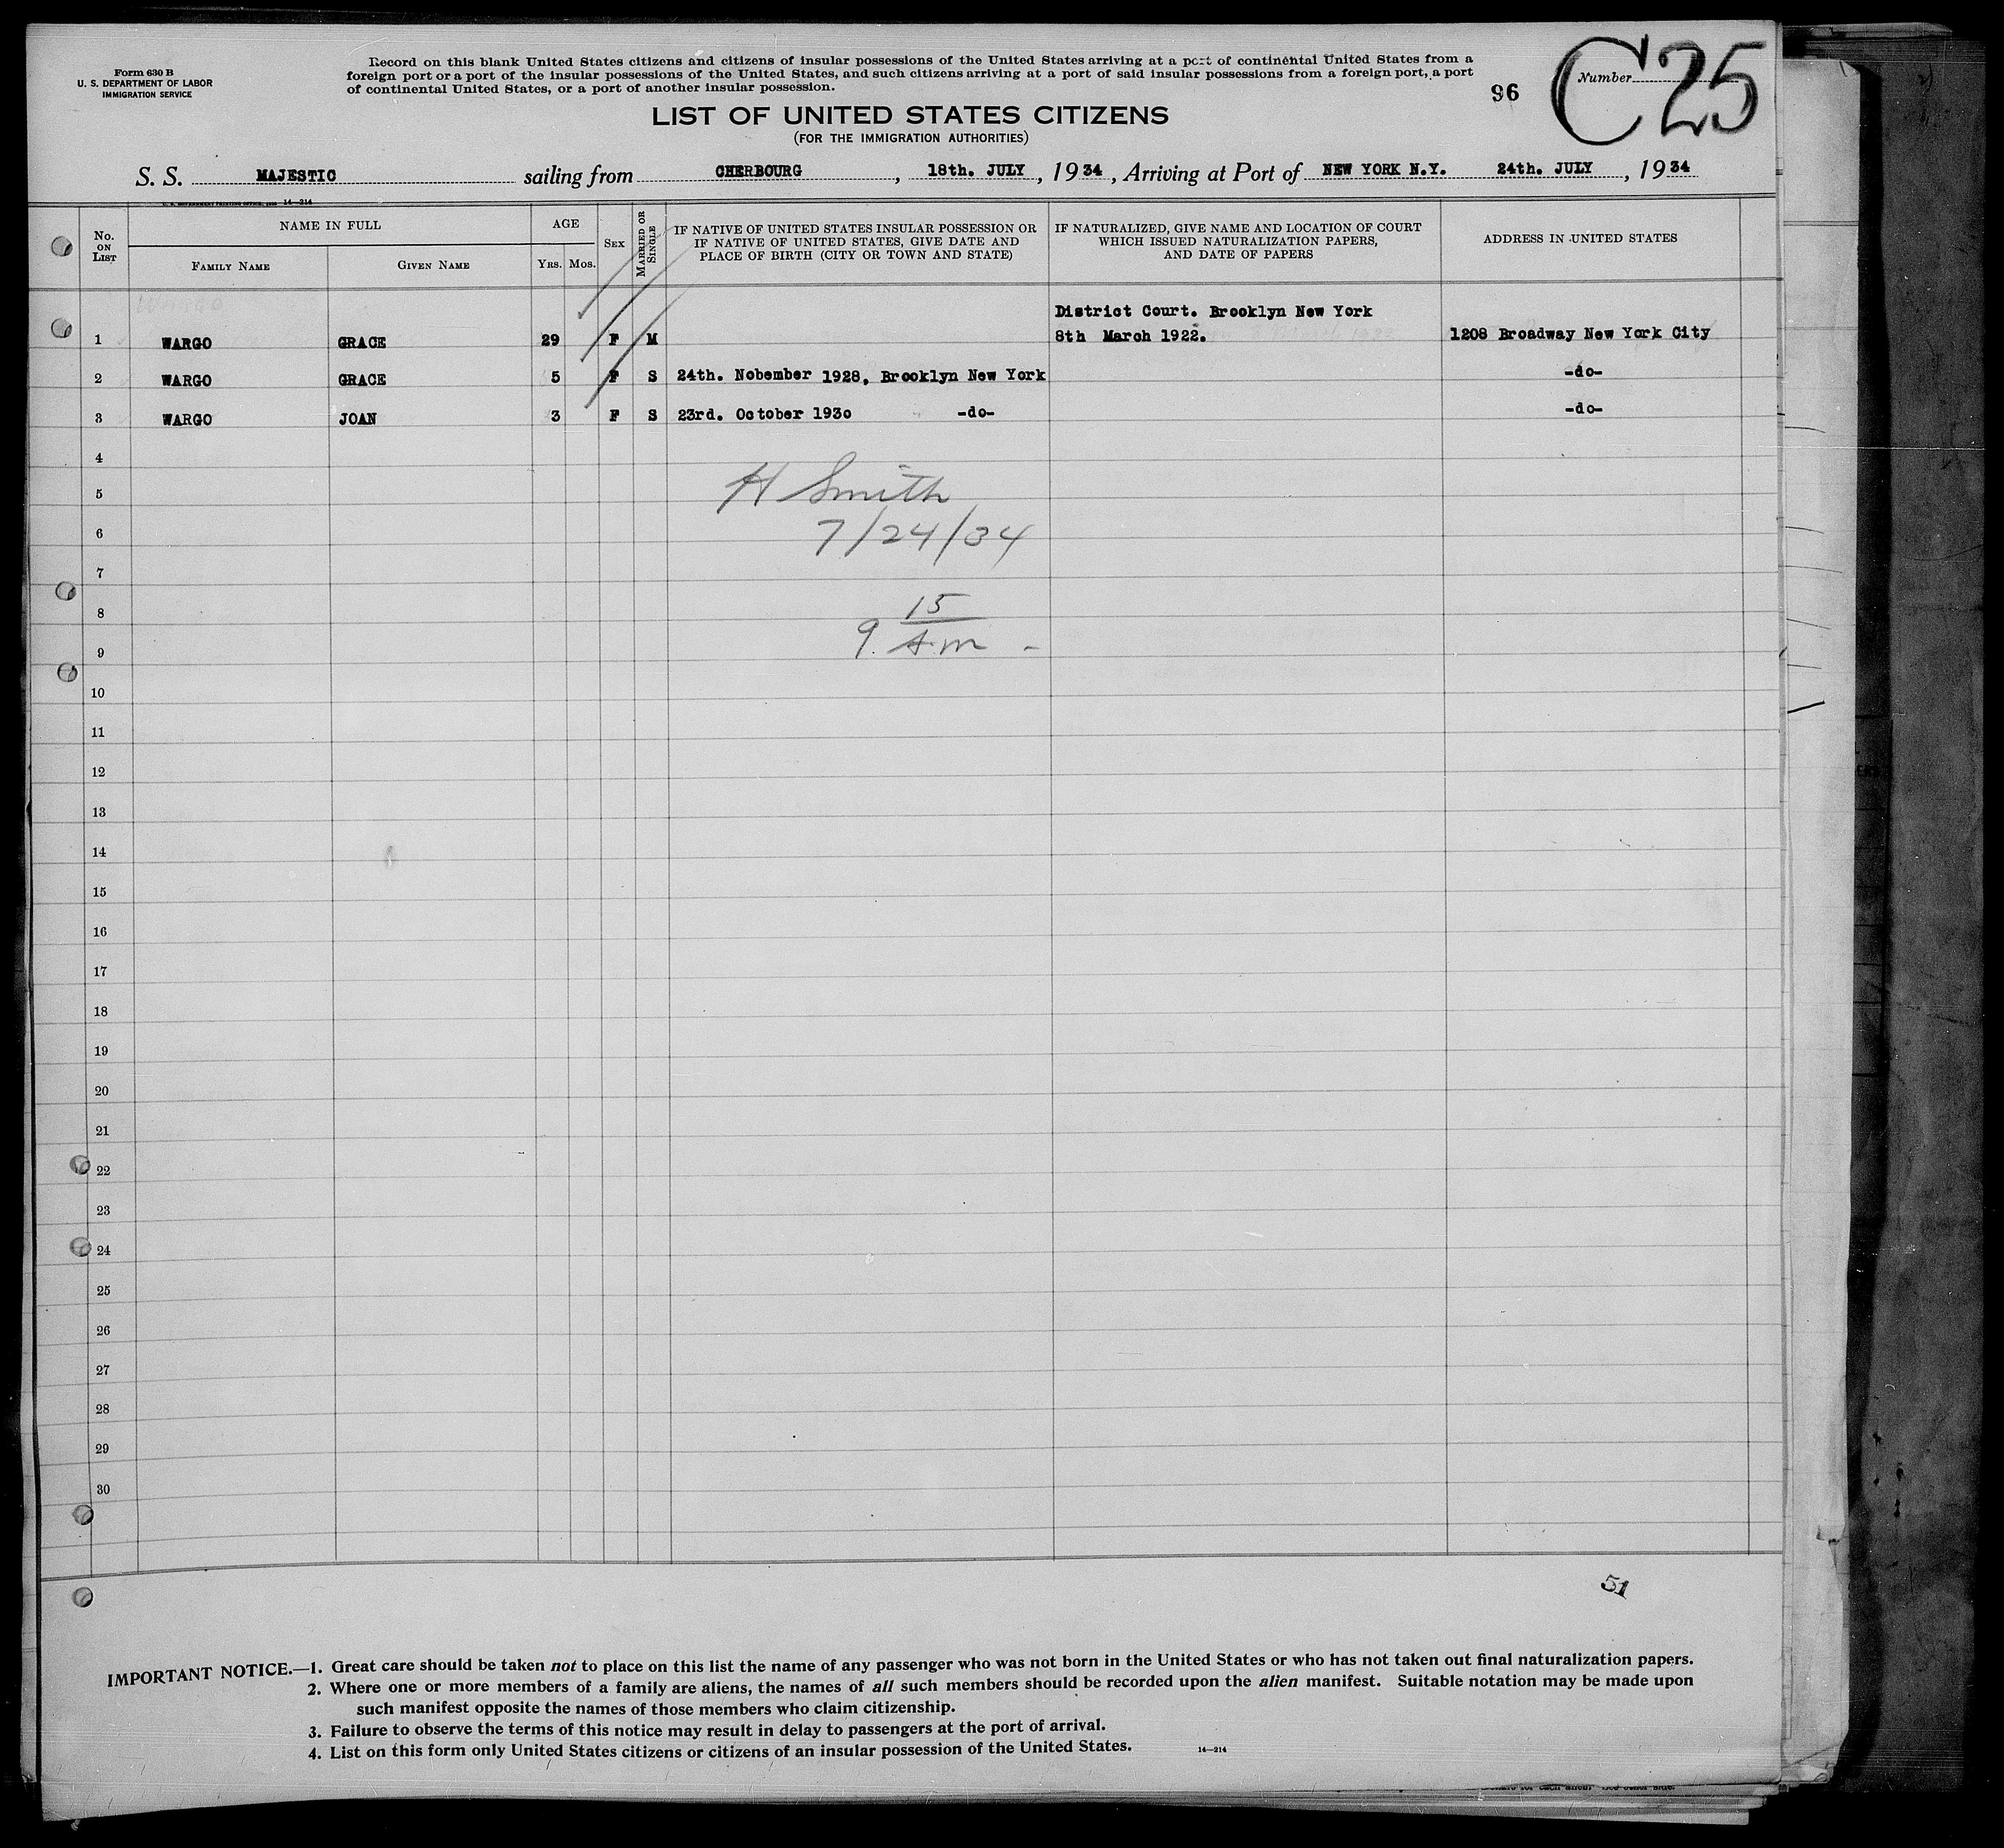 Form 630 B
U. S. DEPARTMENT OF LABOR
IMMIGRATION SERVICE
Record on this blank United States citizens and citizens of insular possessions of the United States arriving at a port of continental United States from a
foreign port or a port of the insular possessions of the United States, and such citizens arriving at a port of said insular possessions from a foreign port, a port
of continental United States, or a port of another insular possession.
96
Number
C25
LIST OF UNITED STATES CITIZENS
(FOR THE IMMIGRATION AUTHORITIES)
S. S. MAJESTIC sailing from CHERBOURG, 18th. JULY, 1934, Arriving at Port of NEW YORK N.Y. 24th. JULY, 1934
14—214
No. ON LIST
NAME IN FULL
FAMILY NAME
GIVEN NAME
AGE
YRS. MOS.
SEX
MARRIED OR SINGLE
IF NATIVE OF UNITED STATES INSULAR POSSESSION OR
IF NATIVE OF UNITED STATES, GIVE DATE AND
PLACE OF BIRTH (CITY OR TOWN AND STATE)
IF NATURALIZED, GIVE NAME AND LOCATION OF COURT
WHICH ISSUED NATURALIZATION PAPERS,
AND DATE OF PAPERS
ADDRESS IN UNITED STATES
District Court. Brooklyn New York
1 WARGO GRACE 29 F M 8th March 1922. 1208 Broadway New York City
2 WARGO GRACE 5 F S 24th. Nobember 1928, Brooklyn New York -do-
3 WARGO JOAN 3 F S 23rd. October 1930 -do- -do-
4
H Smith
5
6 7/24/34
7
8 15
9 9. A.M -
10
11
12
13
14
15
16
17
18
19
20
21
22
23
24
25
26
27
28
29
30
51
IMPORTANT NOTICE.—1. Great care should be taken not to place on this list the name of any passenger who was not born in the United States or who has not taken out final naturalization papers.
2. Where one or more members of a family are aliens, the names of all such members should be recorded upon the alien manifest. Suitable notation may be made upon
such manifest opposite the names of those members who claim citizenship.
3. Failure to observe the terms of this notice may result in delay to passengers at the port of arrival.
4. List on this form only United States citizens or citizens of an insular possession of the United States. 14—214